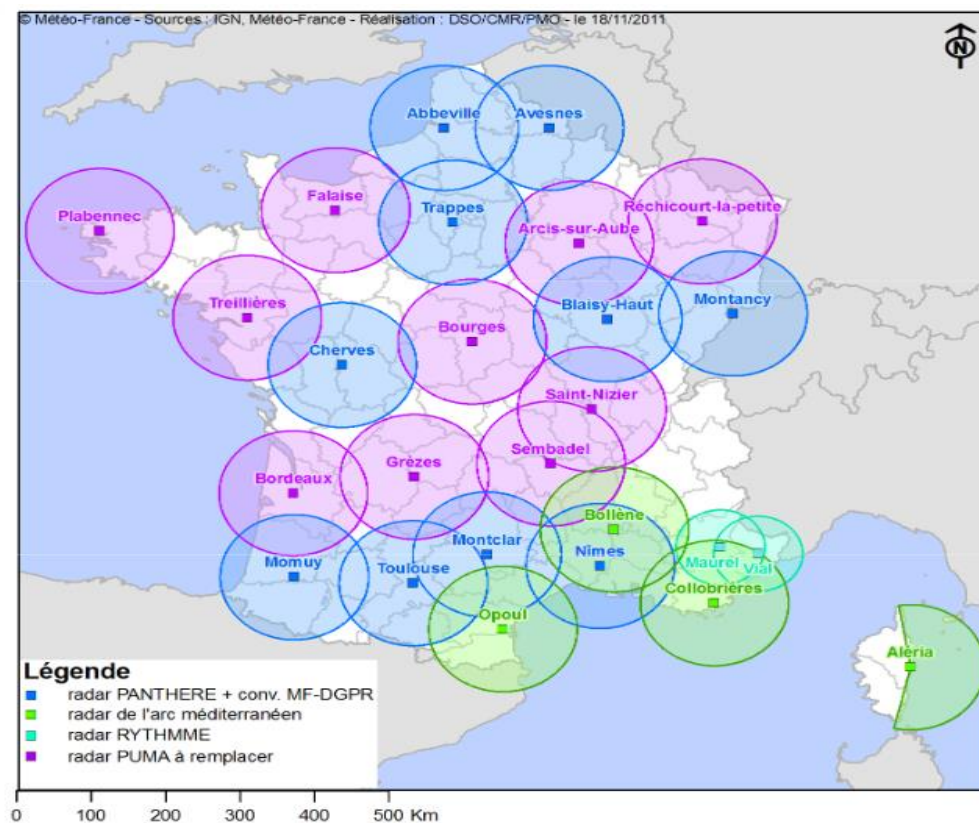 © Météo-France - Sources : IGN, Météo-France - Réalisation : DSO/CMR/PMO - le 18/11/2011
N
Abbeville
Avesnes
Falaise
Trappes
Plabennec
Réchicourt-la-petite
Arcis-sur-Aube
Treillières
Blaisy-Haut
Montancy
Bourges
Cherves
Saint-Nizier
Sembadel
Grèzes
Bordeaux
Bollène
Montclar
Momuy
Toulouse
Nîmes
Maurel
Vial
Collobrières
Opoul
Aléria
Légende
radar PANTHERE + conv. MF-DGPR
radar de l'arc méditerranéen
radar RYTHMME
radar PUMA à remplacer
0 100 200 300 400 500 Km